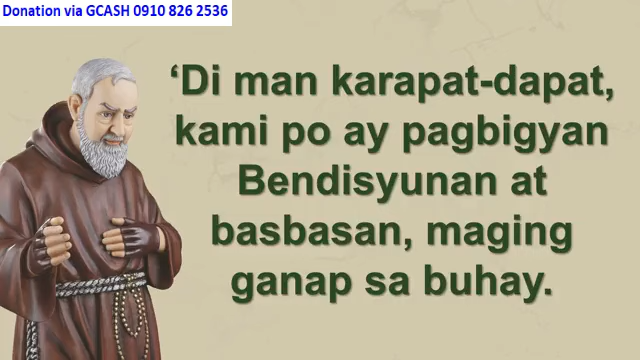 Donation via GCASH 0910 826 2536
‘Di man karapat-dapat,
kami po ay pagbigyan
Bendisyunan at
basbasan, maging
ganap sa buhay.